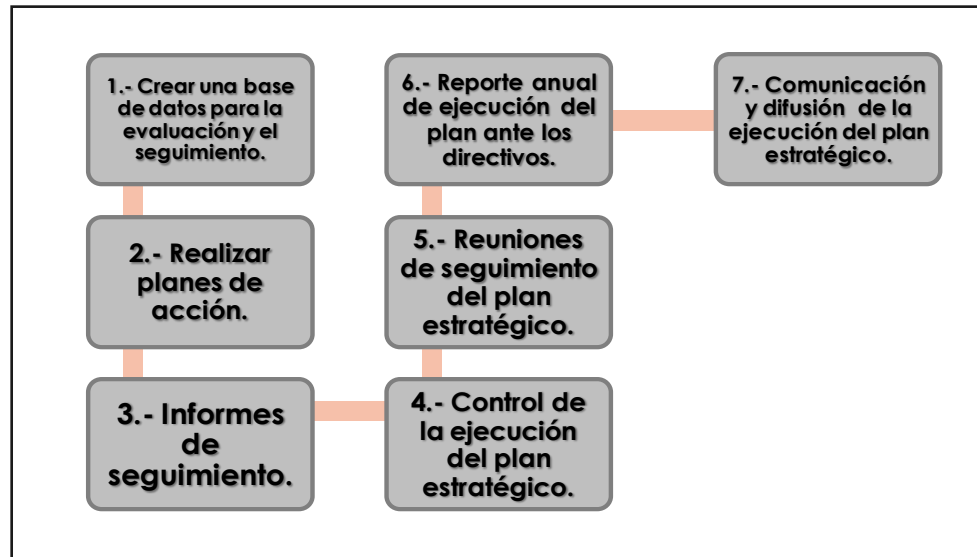 1.- Crear una base
de datos para la
evaluación y el
seguimiento.
2.- Realizar
planes de
acción.
3.- Informes
de
seguimiento.
4.- Control de
la ejecución
del plan
estratégico.
5.- Reuniones
de seguimiento
del plan
estratégico.
6.- Reporte anual
de ejecución del
plan ante los
directivos.
7.- Comunicación
y difusión de la
ejecución del plan
estratégico.